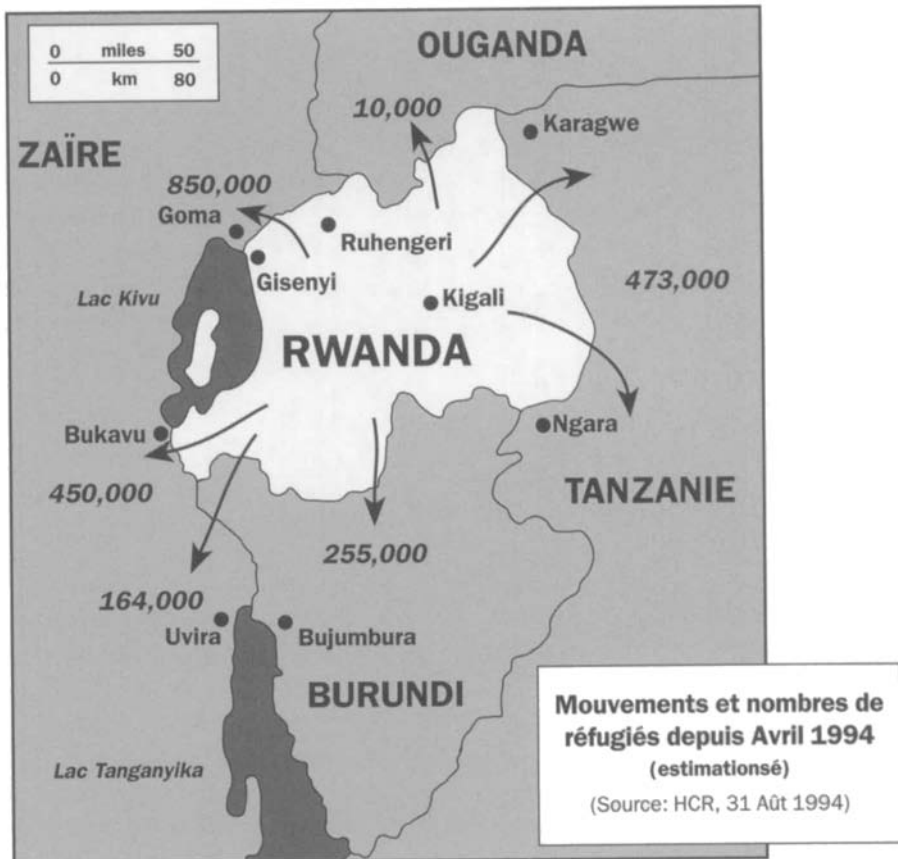 0 miles 50
0 km 80
OUGANDA
10,000
Karagwe
ZAÏRE
850,000
Goma
Ruhengeri
Gisenyi
473,000
Lac Kivu
Kigali
RWANDA
Bukavu
Ngara
450,000
TANZANIE
255,000
164,000
Uvira
Bujumbura
BURUNDI
Lac Tanganyika
Mouvements et nombres de
réfugiés depuis Avril 1994
(estimationsé)
(Source: HCR, 31 Aût 1994)